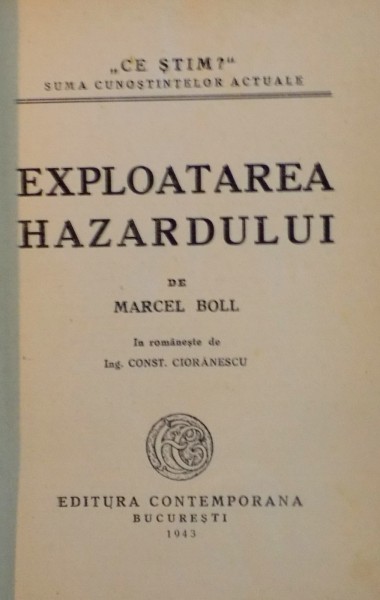 „CE ŞTIM?“
SUMA CUNOŞTINTELOR ACTUALE
EXPLOATAREA
HAZARDULUI
DE
MARCEL BOLL
In româneşte de
Ing. CONST. CIORĂNESCU
EDITURA CONTEMPORANA
BUCUREŞTI
1943